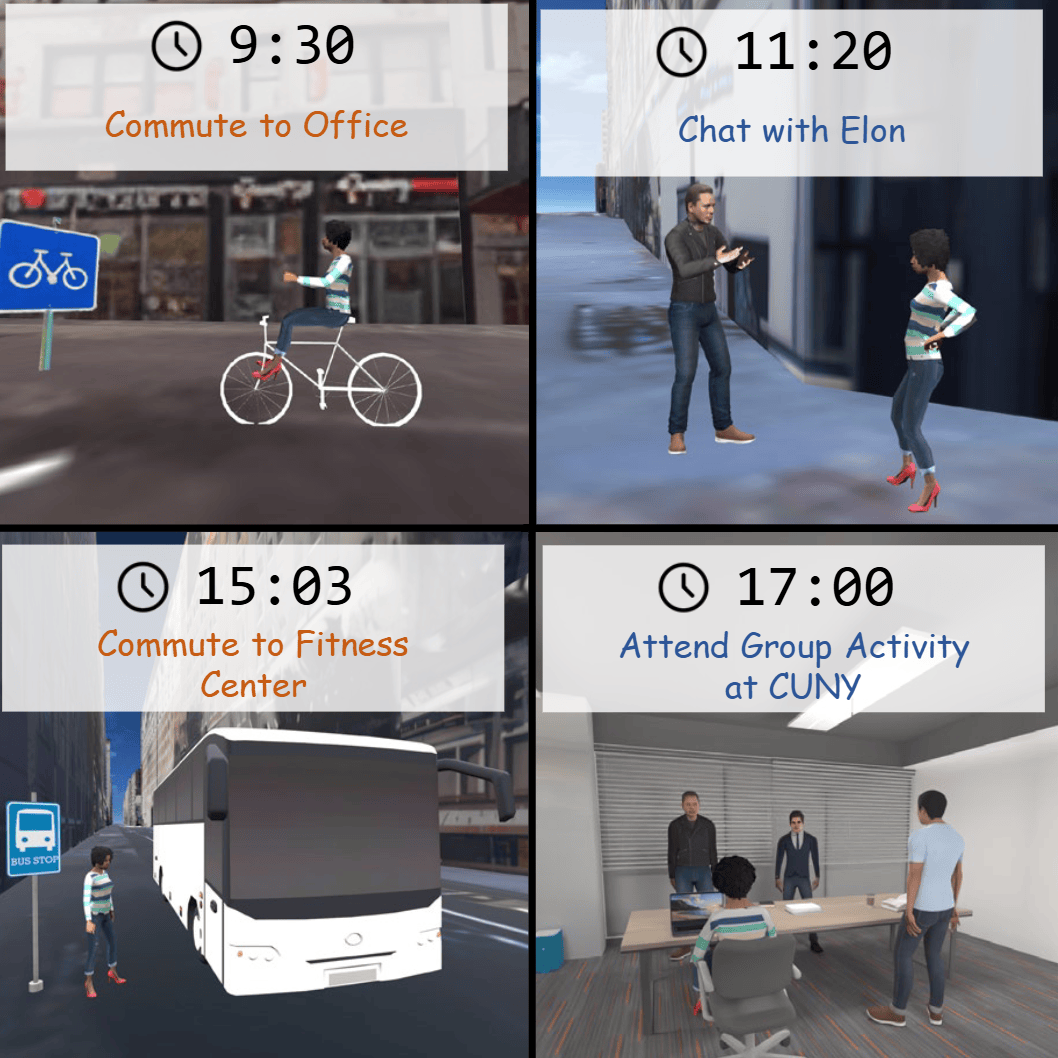 9:30
Commute to Office
11:20
Chat with Elon
15:03
Commute to Fitness
Center
BUS STOP
17:00
Attend Group Activity
at CUNY